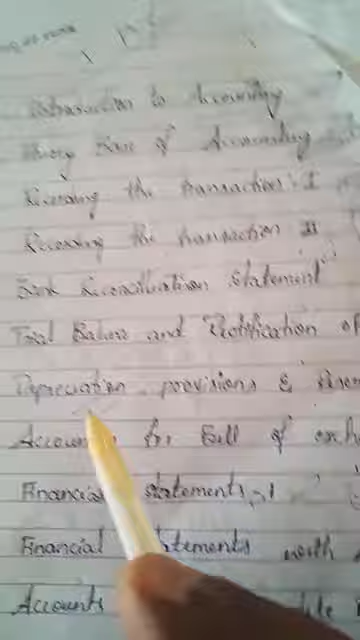 Introduction to Accounting
Theory Base of Accounting
Recording the transaction: I
Recording the transaction II
Bank Reconciliation statement
Trial Balance and Rectification of
Depreciation, provisions &
Account for Bill of exch
Financial statements, I
Financial statements with
Accounts